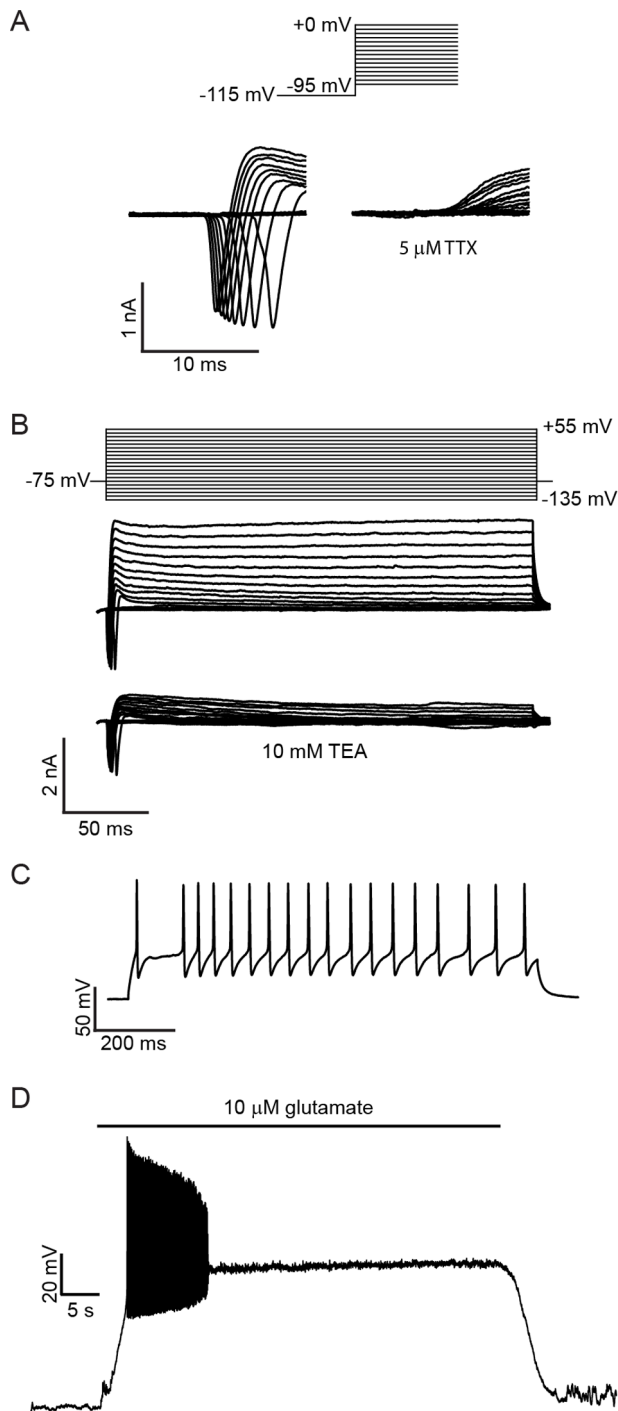 A
+0 mV
-95 mV
-115 mV
5 μM TTX
1 nA
10 ms
B
+55 mV
-75 mV
-135 mV
10 mM TEA
2 nA
50 ms
C
50 mV
200 ms
D
10 μM glutamate
20 mV
5 s